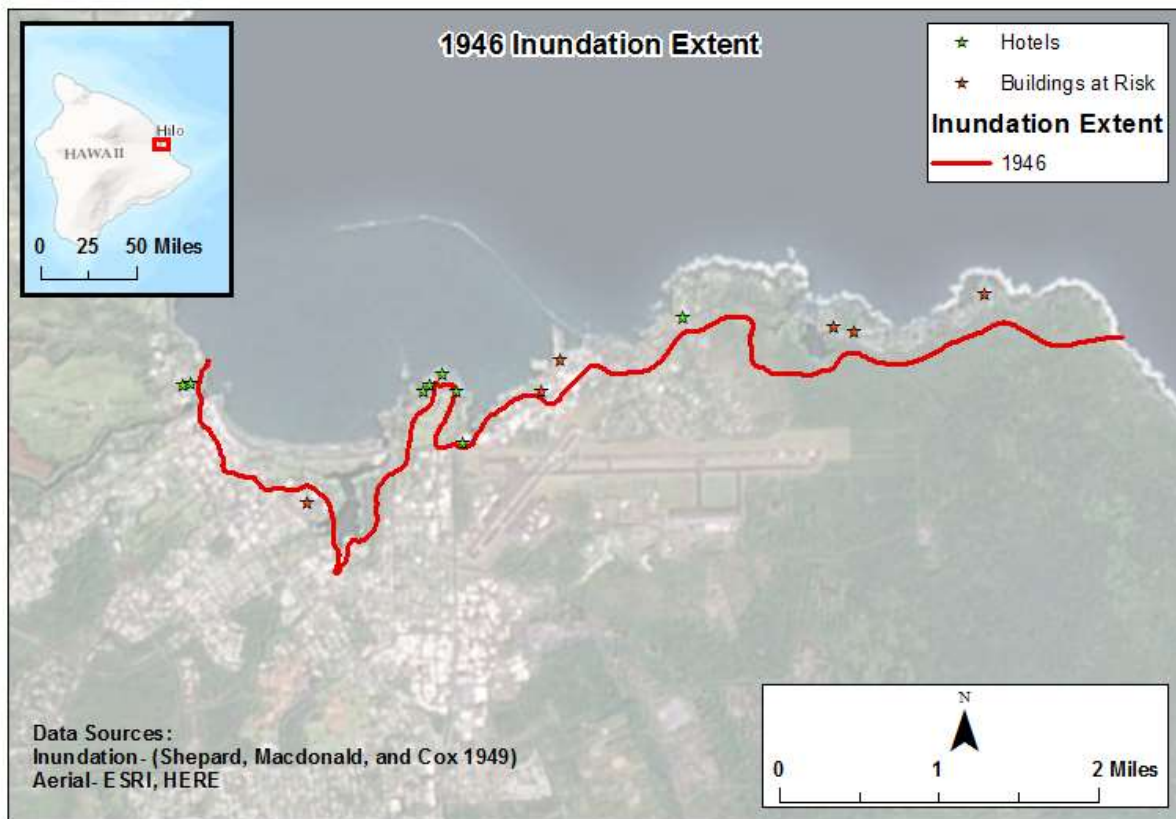 1946 Inundation Extent
Hilo
HAWAII
0 25 50 Miles
Hotels
Buildings at Risk
Inundation Extent
1946
Data Sources:
Inundation- (Shepard, Macdonald, and Cox 1949)
Aerial- ESRI, HERE
N
0 1 2 Miles